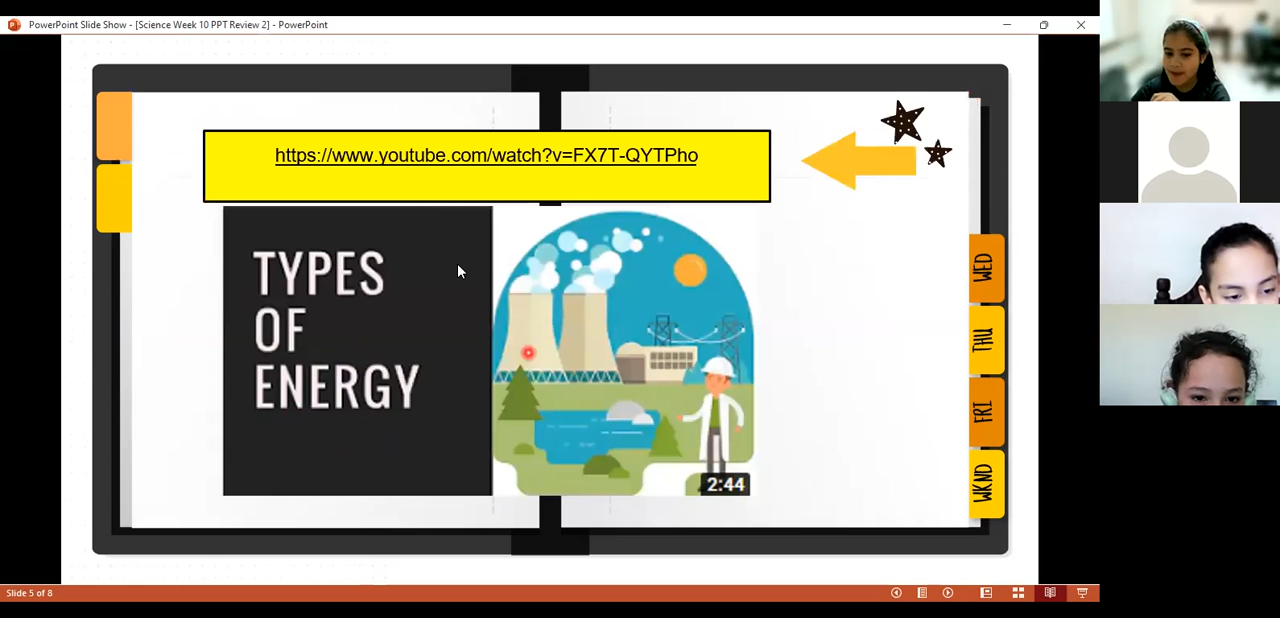 PowerPoint Slide Show - [Science Week 10 PPT Review 2] - PowerPoint
https://www.youtube.com/watch?v=FX7T-QYTPho
TYPES
OF
ENERGY
2:44
WED
THU
FRI
WKND
Slide 5 of 8